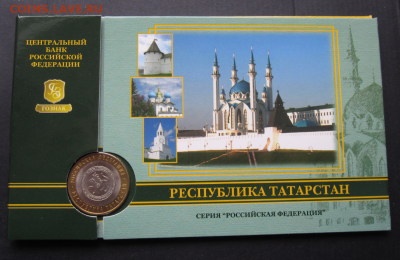 coins.lave.ru
ЦЕНТРАЛЬНЫЙ
БАНК
РОССИЙСКОЙ
ФЕДЕРАЦИИ
ГОЗНАК
РЕСПУБЛИКА ТАТАРСТАН
СЕРИЯ "РОССИЙСКАЯ ФЕДЕРАЦИЯ"